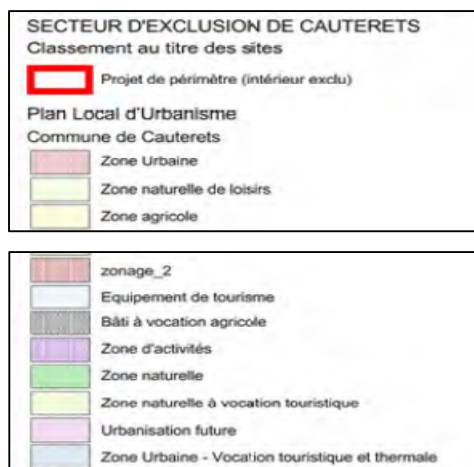 SECTEUR D'EXCLUSION DE CAUTERETS
Classement au titre des sites
Projet de périmètre (intérieur exclu)
Plan Local d'Urbanisme
Commune de Cauterets
Zone Urbaine
Zone naturelle de loisirs
Zone agricole
zonage_2
Equipement de tourisme
Bâti à vocation agricole
Zone d'activités
Zone naturelle
Zone naturelle à vocation touristique
Urbanisation future
Zone Urbaine - Vocation touristique et thermale